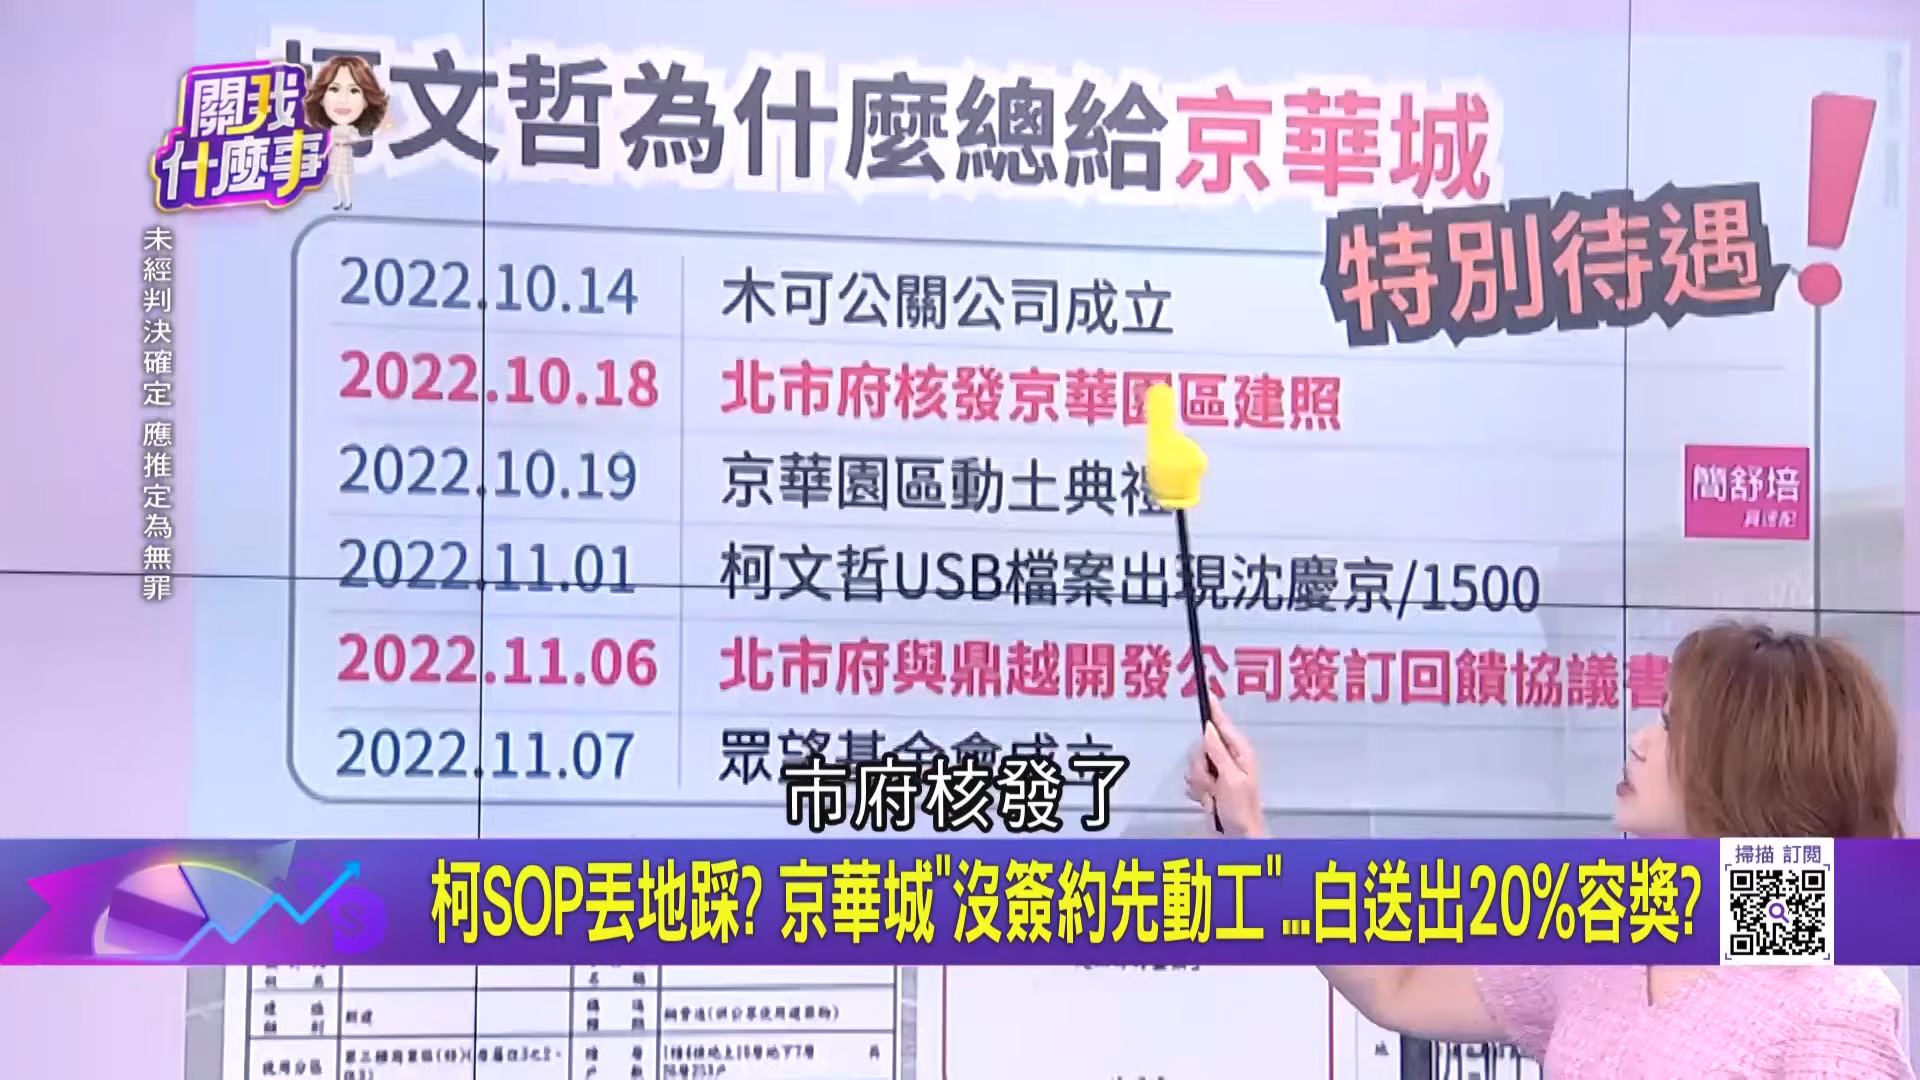 柯文哲為什麼總給京華城
特別待遇!
關我
什麼事
未經判決確定 應推定為無罪
2022.10.14 木可公關公司成立
2022.10.18 北市府核發京華園區建照
2022.10.19 京華園區動土典禮
2022.11.01 柯文哲USB檔案出現沈慶京/1500
2022.11.06 北市府與鼎越開發公司簽訂回饋協議書
2022.11.07 眾望基金會成立
簡舒培
市府核發了
柯SOP丟地踩? 京華城"沒簽約先動工"...白送出20%容獎?
掃描 訂閱